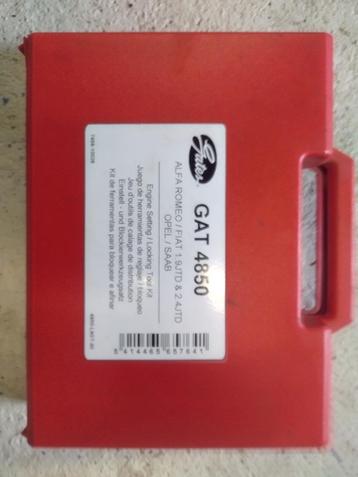 Gates
GAT 4850
ALFA ROMEO / FIAT 1.9JTD & 2.4JTD
OPEL / SAAB
Engine Setting / Locking Tool Kit
Juego de herramientas de reglaje / bloqueo
Jeu d'outils de calage de distribution
Einstell - und Blockierwerkzeugsatz
Kit de ferramentas para bloquear e afinar
5 414465 657641